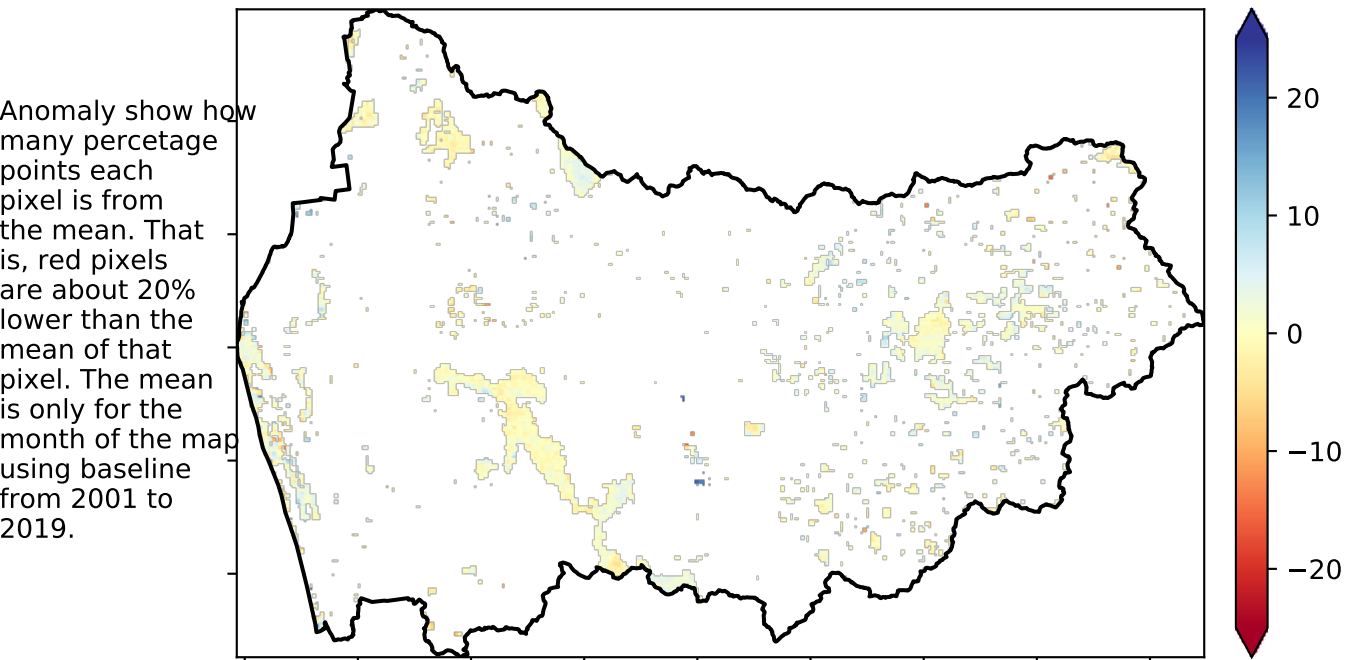 Anomaly show how
many percetage
points each
pixel is from
the mean. That
is, red pixels
are about 20%
lower than the
mean of that
pixel. The mean
is only for the
month of the map
using baseline
from 2001 to
2019.
20
10
0
−10
−20